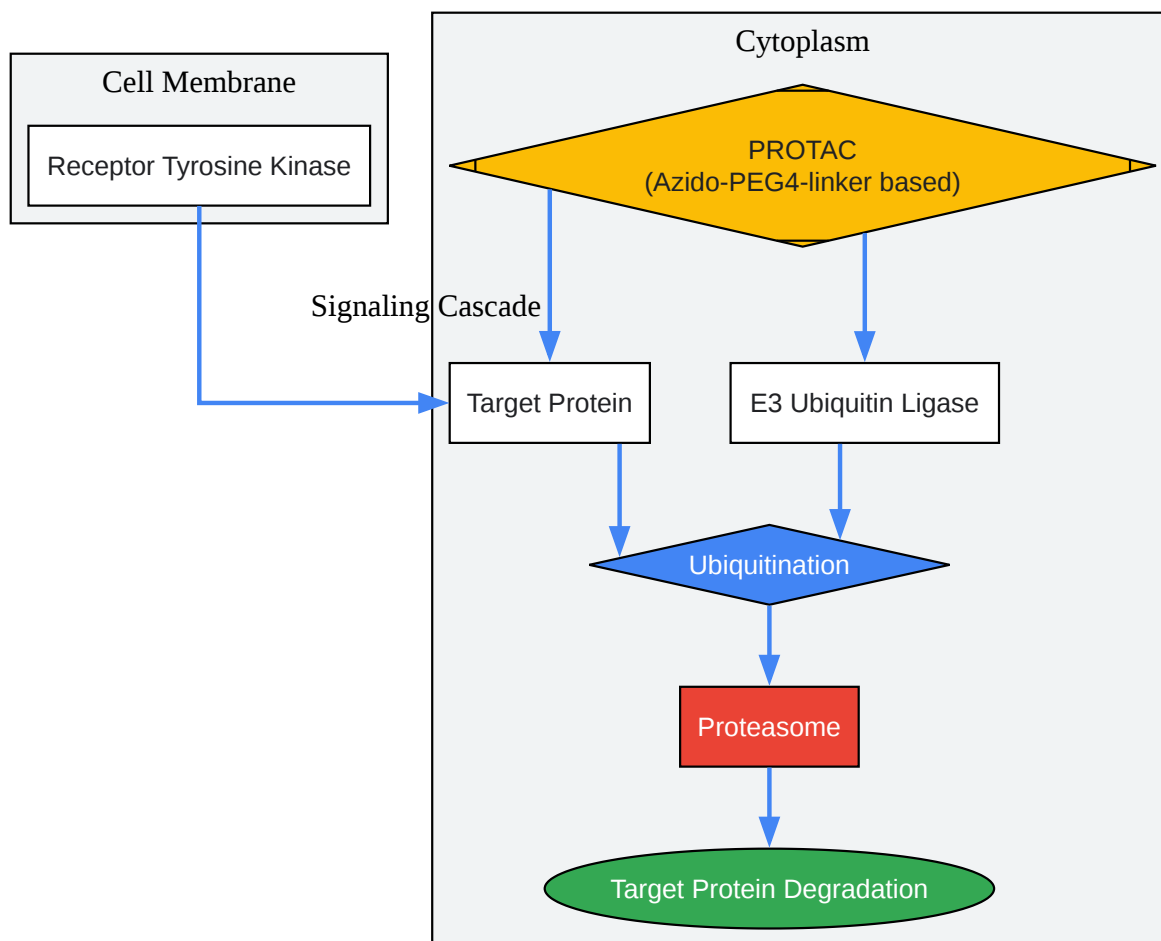 Cytoplasm
Cell Membrane
Receptor Tyrosine Kinase
PROTAC
(Azido-PEG4-linker based)
Signaling Cascade
Target Protein
E3 Ubiquitin Ligase
Ubiquitination
Proteasome
Target Protein Degradation